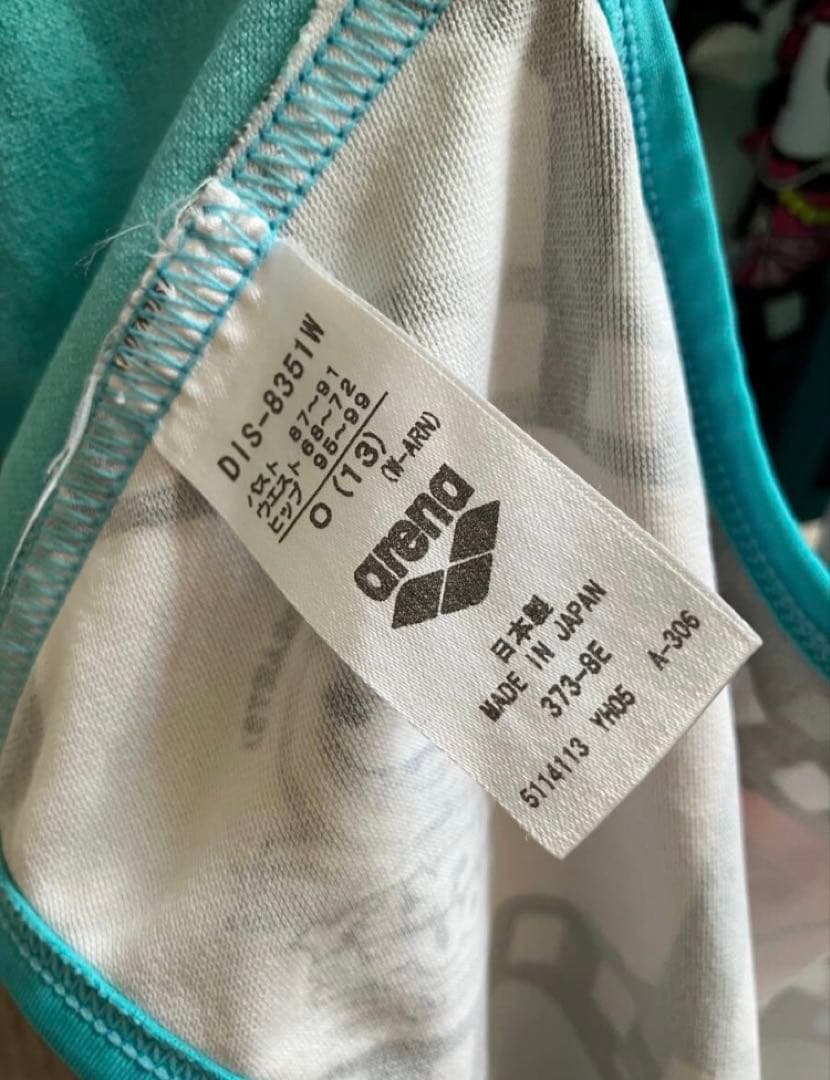 DIS-8351W
バスト 87~91
ウエスト 68~72
ヒップ 95~99
O (13)
(W-ARN)
arena
日本製
MADE IN JAPAN
373-8E
5114113 YH05 A-306